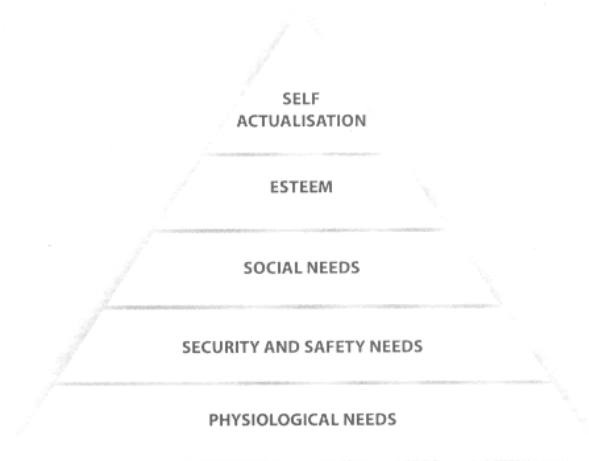 SELF
ACTUALISATION
ESTEEM
SOCIAL NEEDS
SECURITY AND SAFETY NEEDS
PHYSIOLOGICAL NEEDS